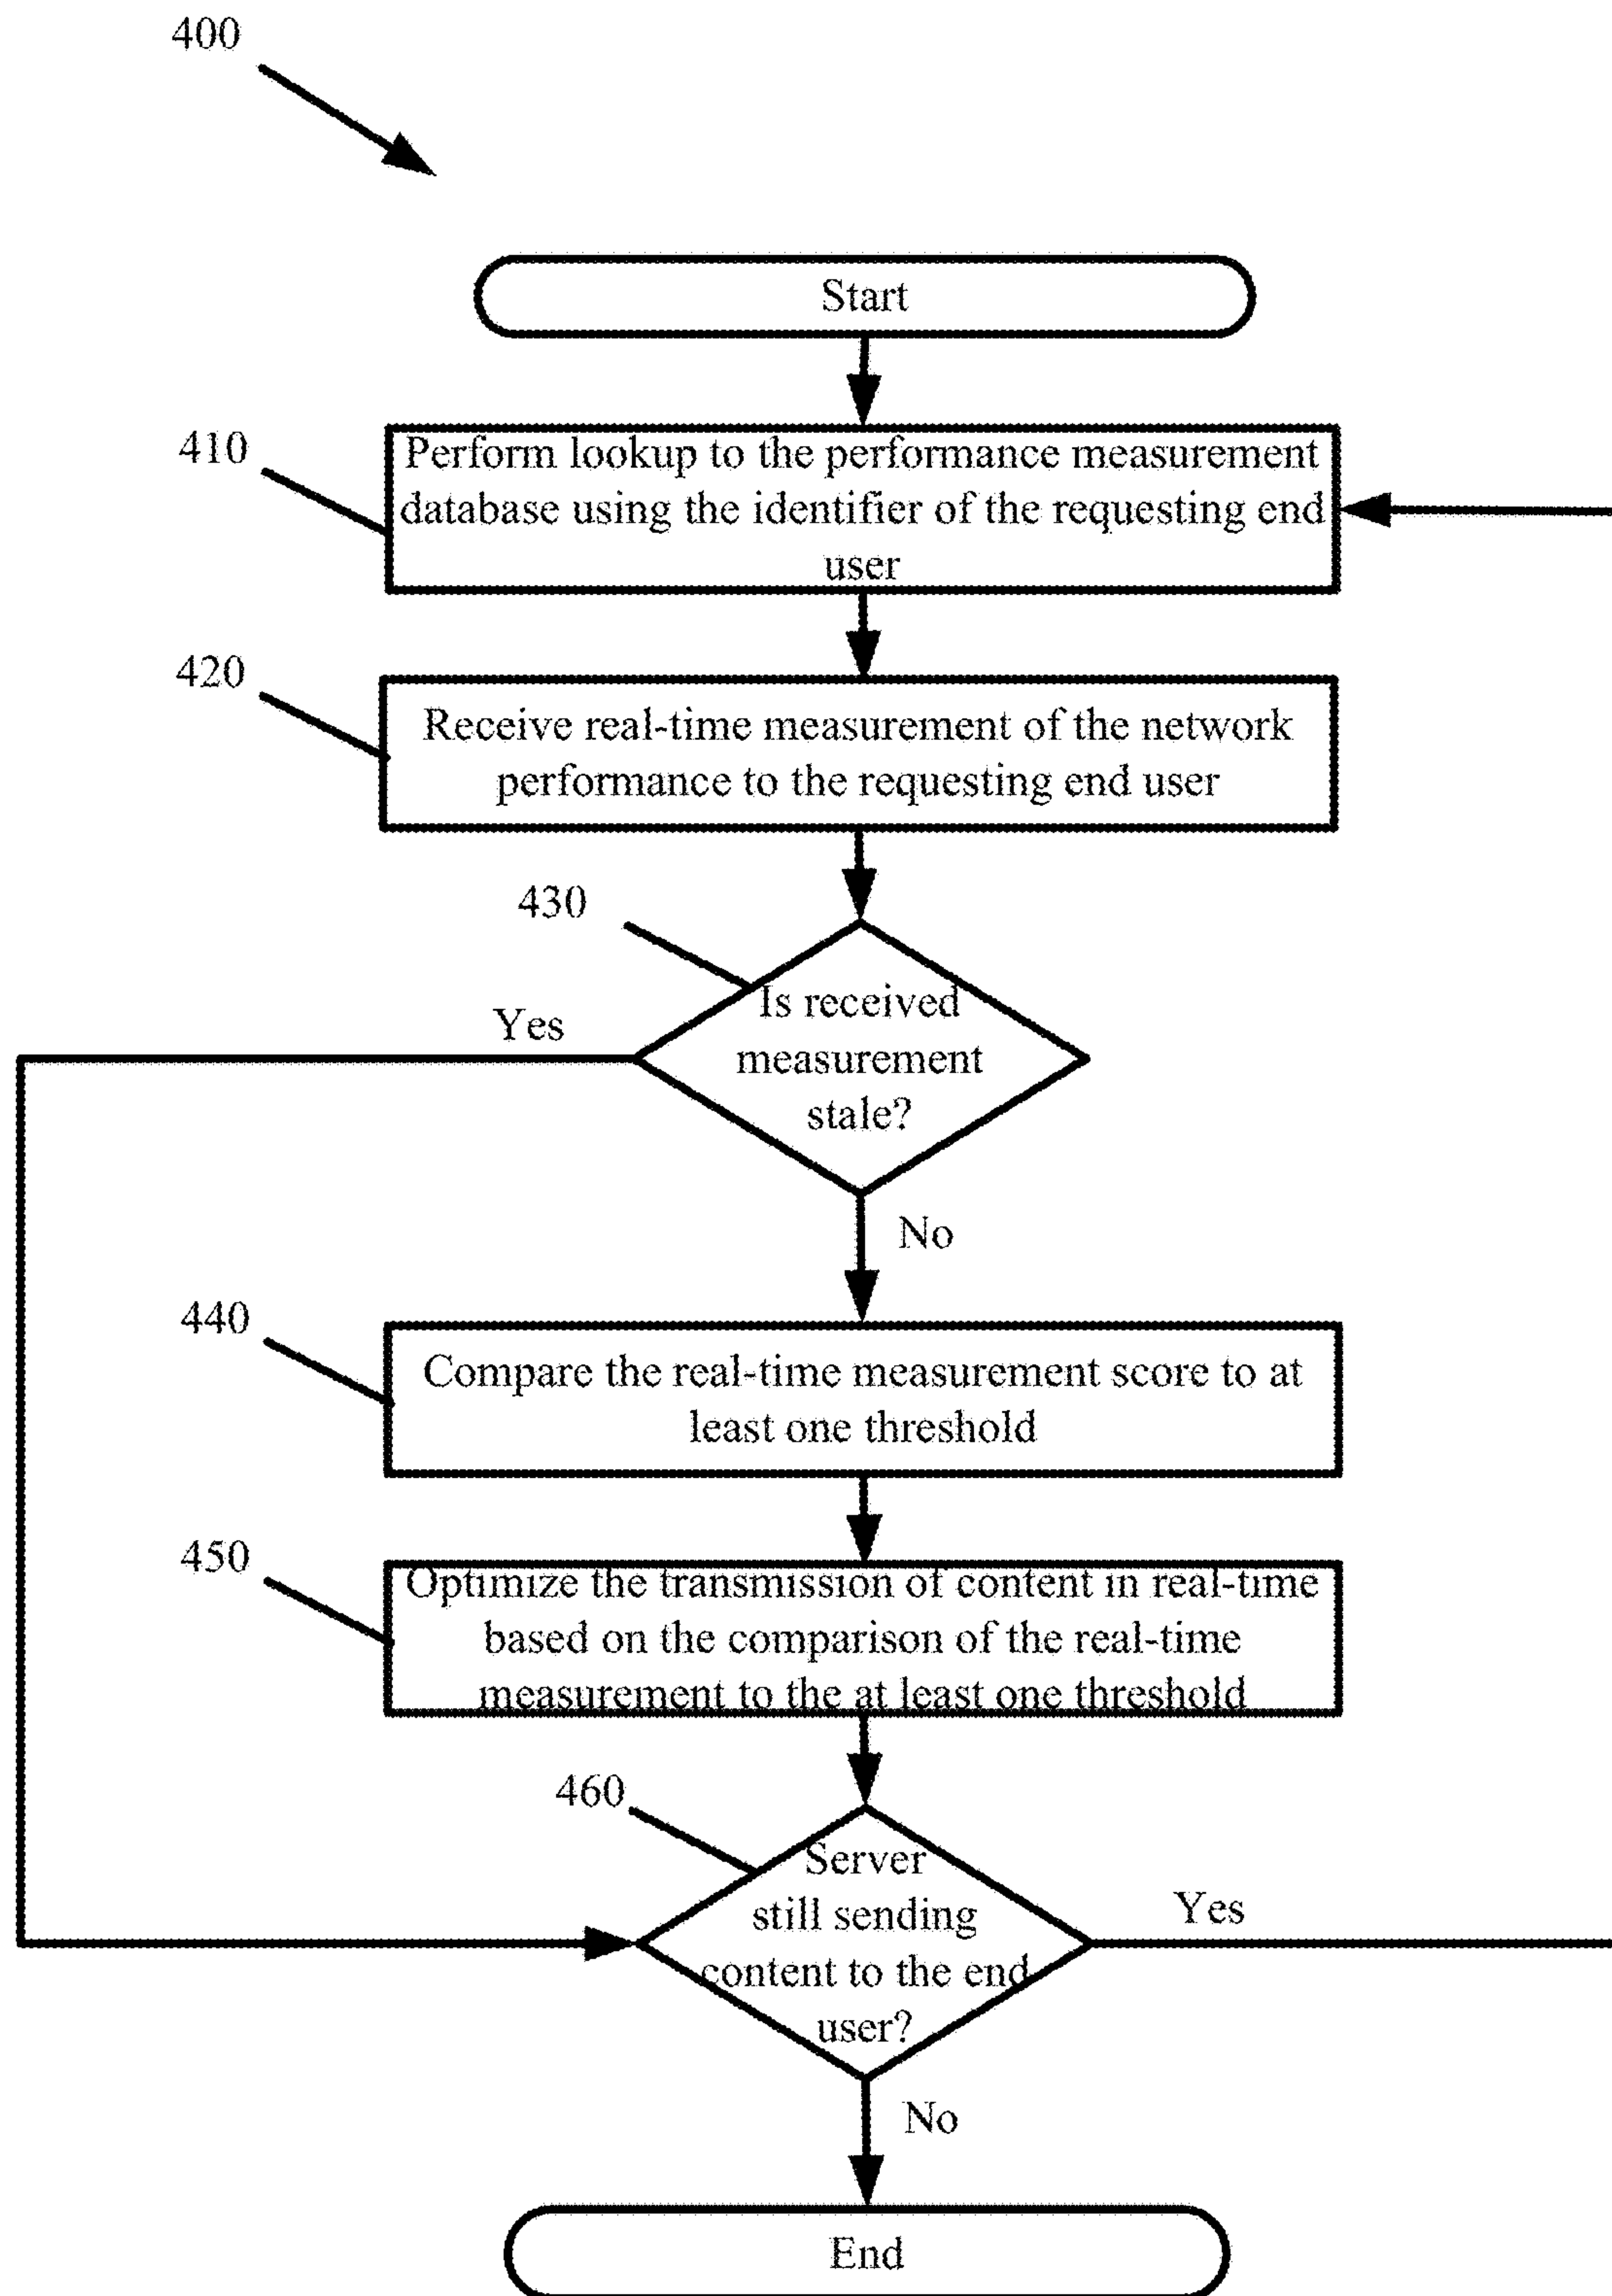 400
Start
410
Perform lookup to the performance measurement
database using the identifier of the requesting end
user
420
Receive real-time measurement of the network
performance to the requesting end user
430
Is received
measurement
stale?
Yes
No
440
Compare the real-time measurement score to at
least one threshold
450
Optimize the transmission of content in real-time
based on the comparison of the real-time
measurement to the at least one threshold
460
Server
still sending
content to the end
user?
Yes
No
End